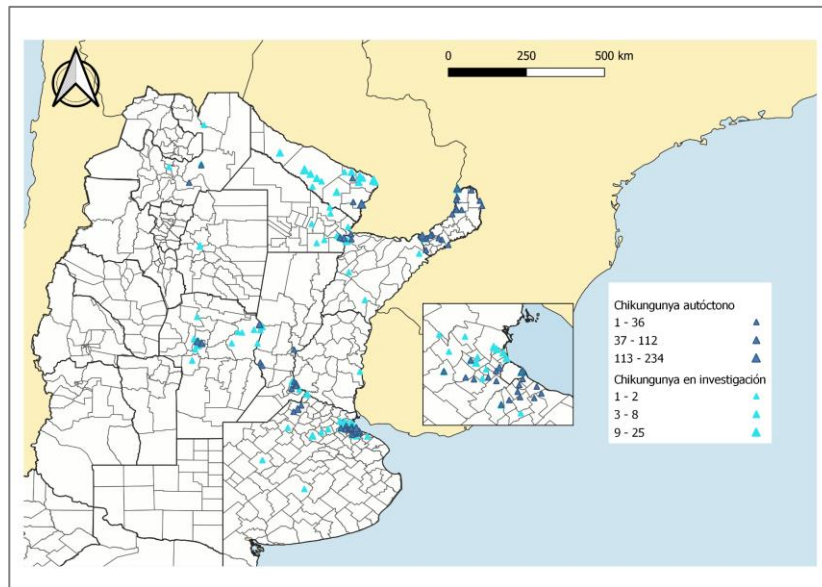 0 250 500 km
Chikungunya autóctono
1 - 36
37 - 112
113 - 234
Chikungunya en investigación
1 - 2
3 - 8
9 - 25